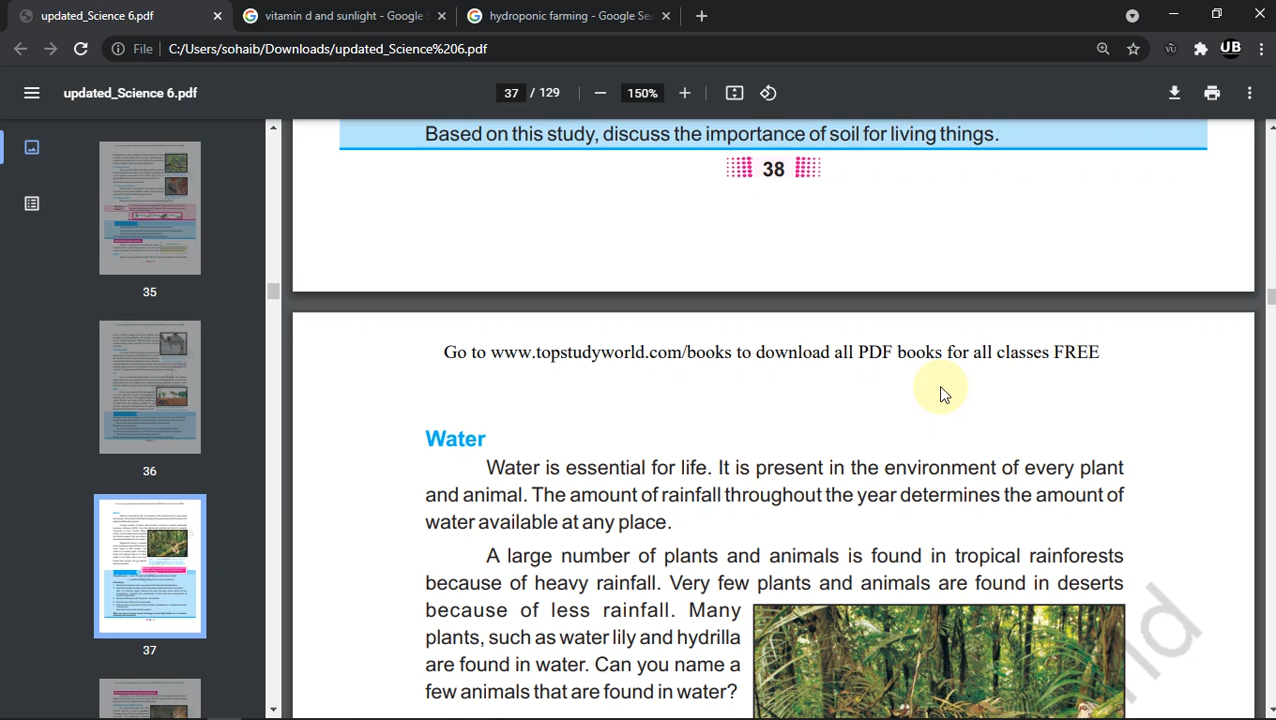 updated_Science 6.pdf
vitamin d and sunlight - Google S
hydroponic farming - Google Sea
File
C:/Users/sohaib/Downloads/updated_Science%206.pdf
UB
updated_Science 6.pdf
37 / 129
150%
35
36
37
Based on this study, discuss the importance of soil for living things.
38
Go to www.topstudyworld.com/books to download all PDF books for all classes FREE
Water
Water is essential for life. It is present in the environment of every plant
and animal. The amount of rainfall throughout the year determines the amount of
water available at any place.
A large number of plants and animals is found in tropical rainforests
because of heavy rainfall. Very few plants and animals are found in deserts
because of less rainfall. Many
plants, such as water lily and hydrilla
are found in water. Can you name a
few animals that are found in water?
ld